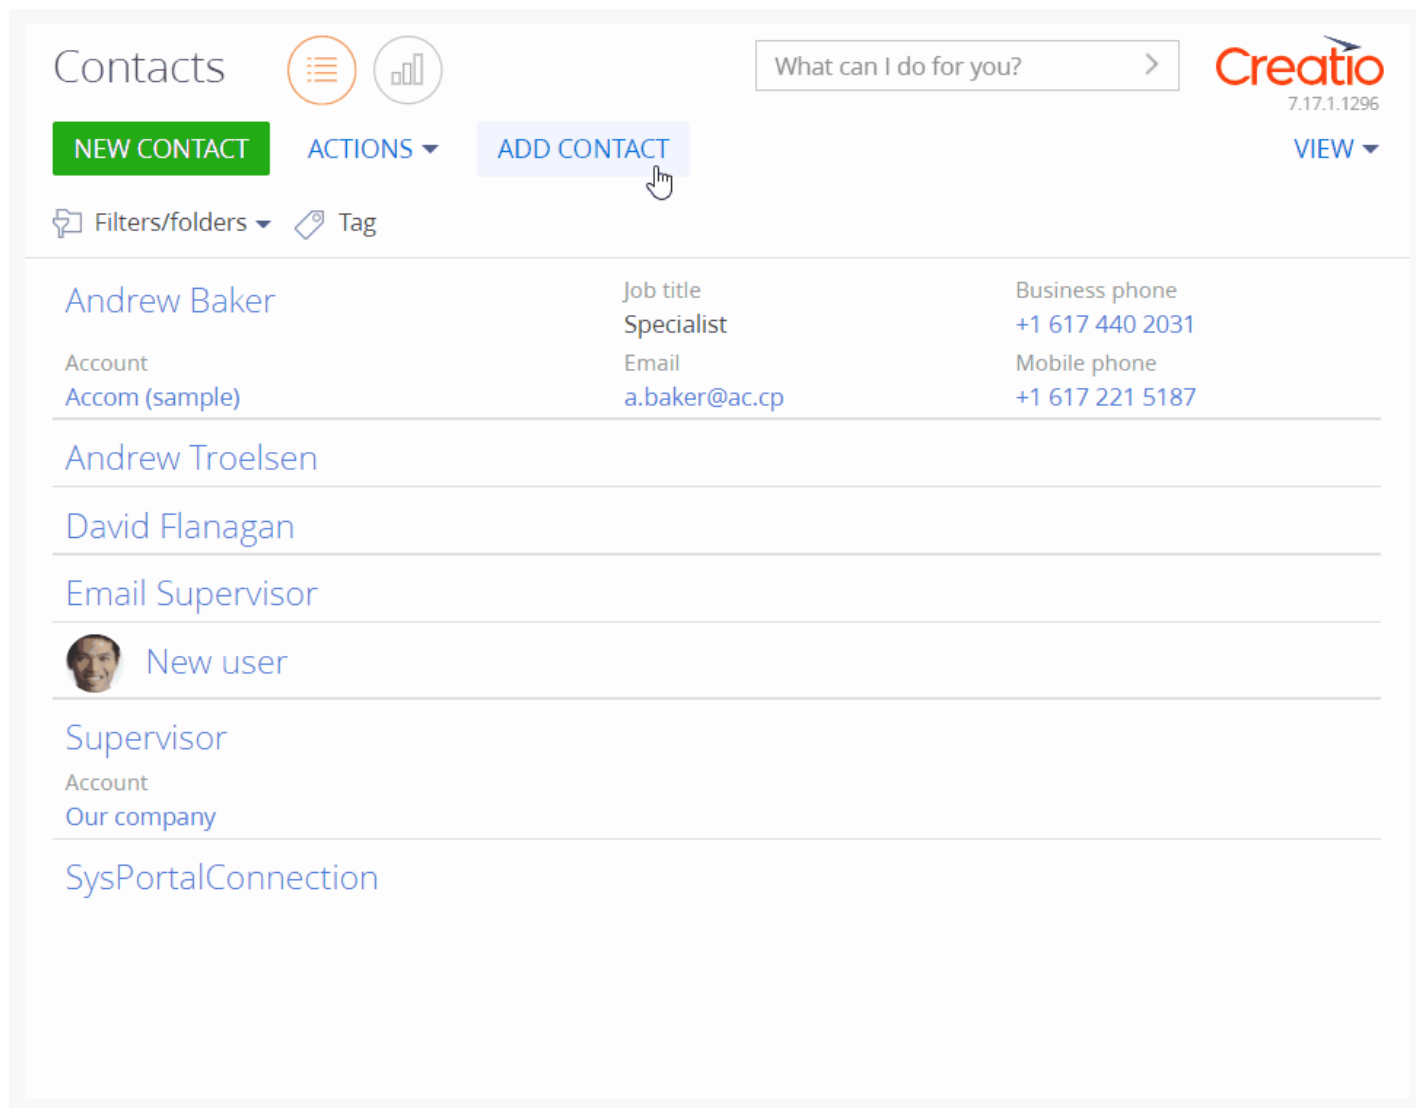 Contacts
What can I do for you?
Creatio
7.17.1.1296
NEW CONTACT
ACTIONS
ADD CONTACT
VIEW
Filters/folders
Tag
Andrew Baker
Job title
Specialist
Business phone
+1 617 440 2031
Account
Accom (sample)
Email
a.baker@ac.cp
Mobile phone
+1 617 221 5187
Andrew Troelsen
David Flanagan
Email Supervisor
New user
Supervisor
Account
Our company
SysPortalConnection